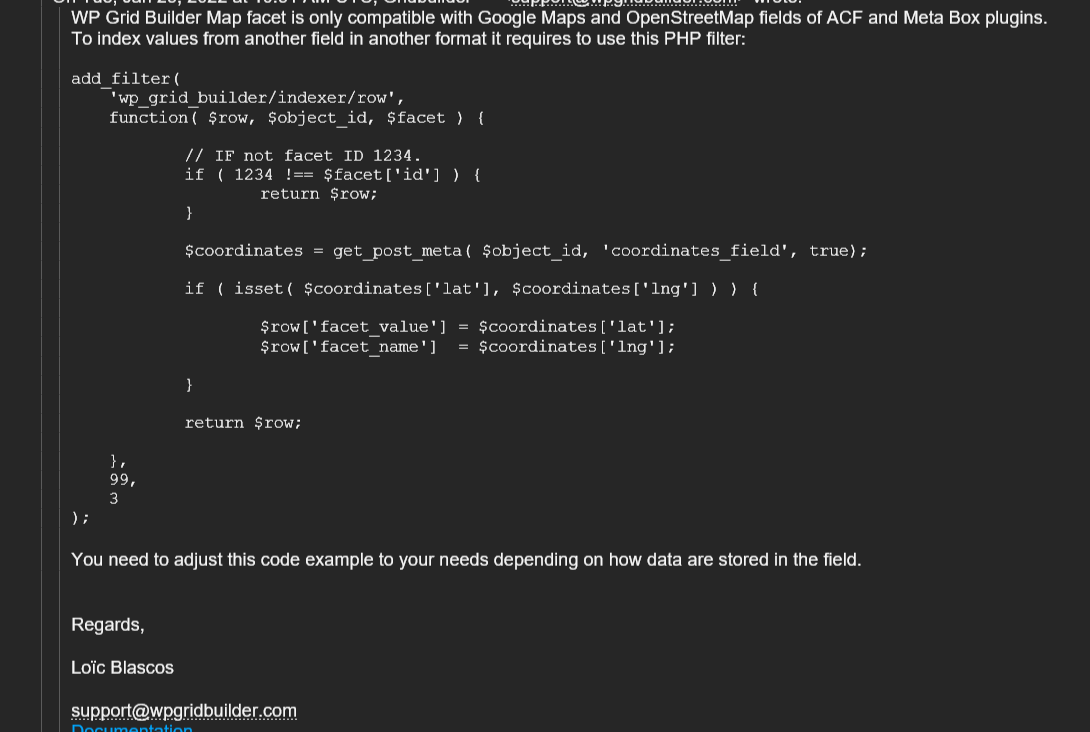 WP Grid Builder Map facet is only compatible with Google Maps and OpenStreetMap fields of ACF and Meta Box plugins.
To index values from another field in another format it requires to use this PHP filter:
add_filter(
'wp_grid_builder/indexer/row',
function( $row, $object_id, $facet ) {
// IF not facet ID 1234.
if ( 1234 !== $facet['id'] ) {
return $row;
}
$coordinates = get_post_meta( $object_id, 'coordinates_field', true);
if ( isset( $coordinates['lat'], $coordinates['lng'] ) ) {
$row['facet_value'] = $coordinates['lat'];
$row['facet_name']  = $coordinates['lng'];
}
return $row;
},
99,
3
);
You need to adjust this code example to your needs depending on how data are stored in the field.
Regards,
Loïc Blascos
support@wpgridbuilder.com
Documentation